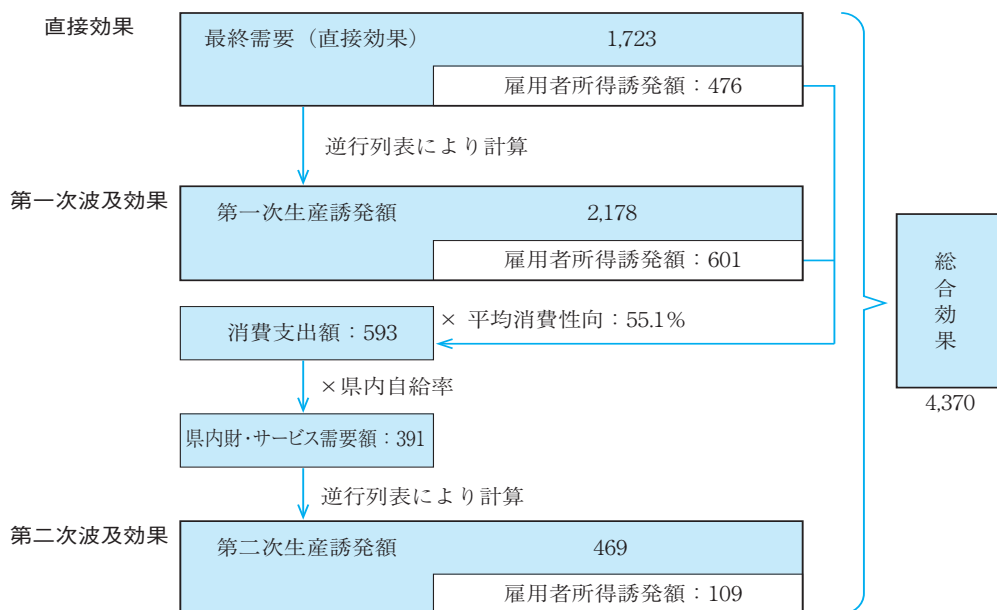 直接効果
最終需要（直接効果） 1,723
雇用者所得誘発額：476
逆行列表により計算
第一次波及効果
第一次生産誘発額 2,178
雇用者所得誘発額：601
消費支出額：593
× 平均消費性向：55.1%
×県内自給率
県内財・サービス需要額：391
逆行列表により計算
第二次波及効果
第二次生産誘発額 469
雇用者所得誘発額：109
総合効果
4,370